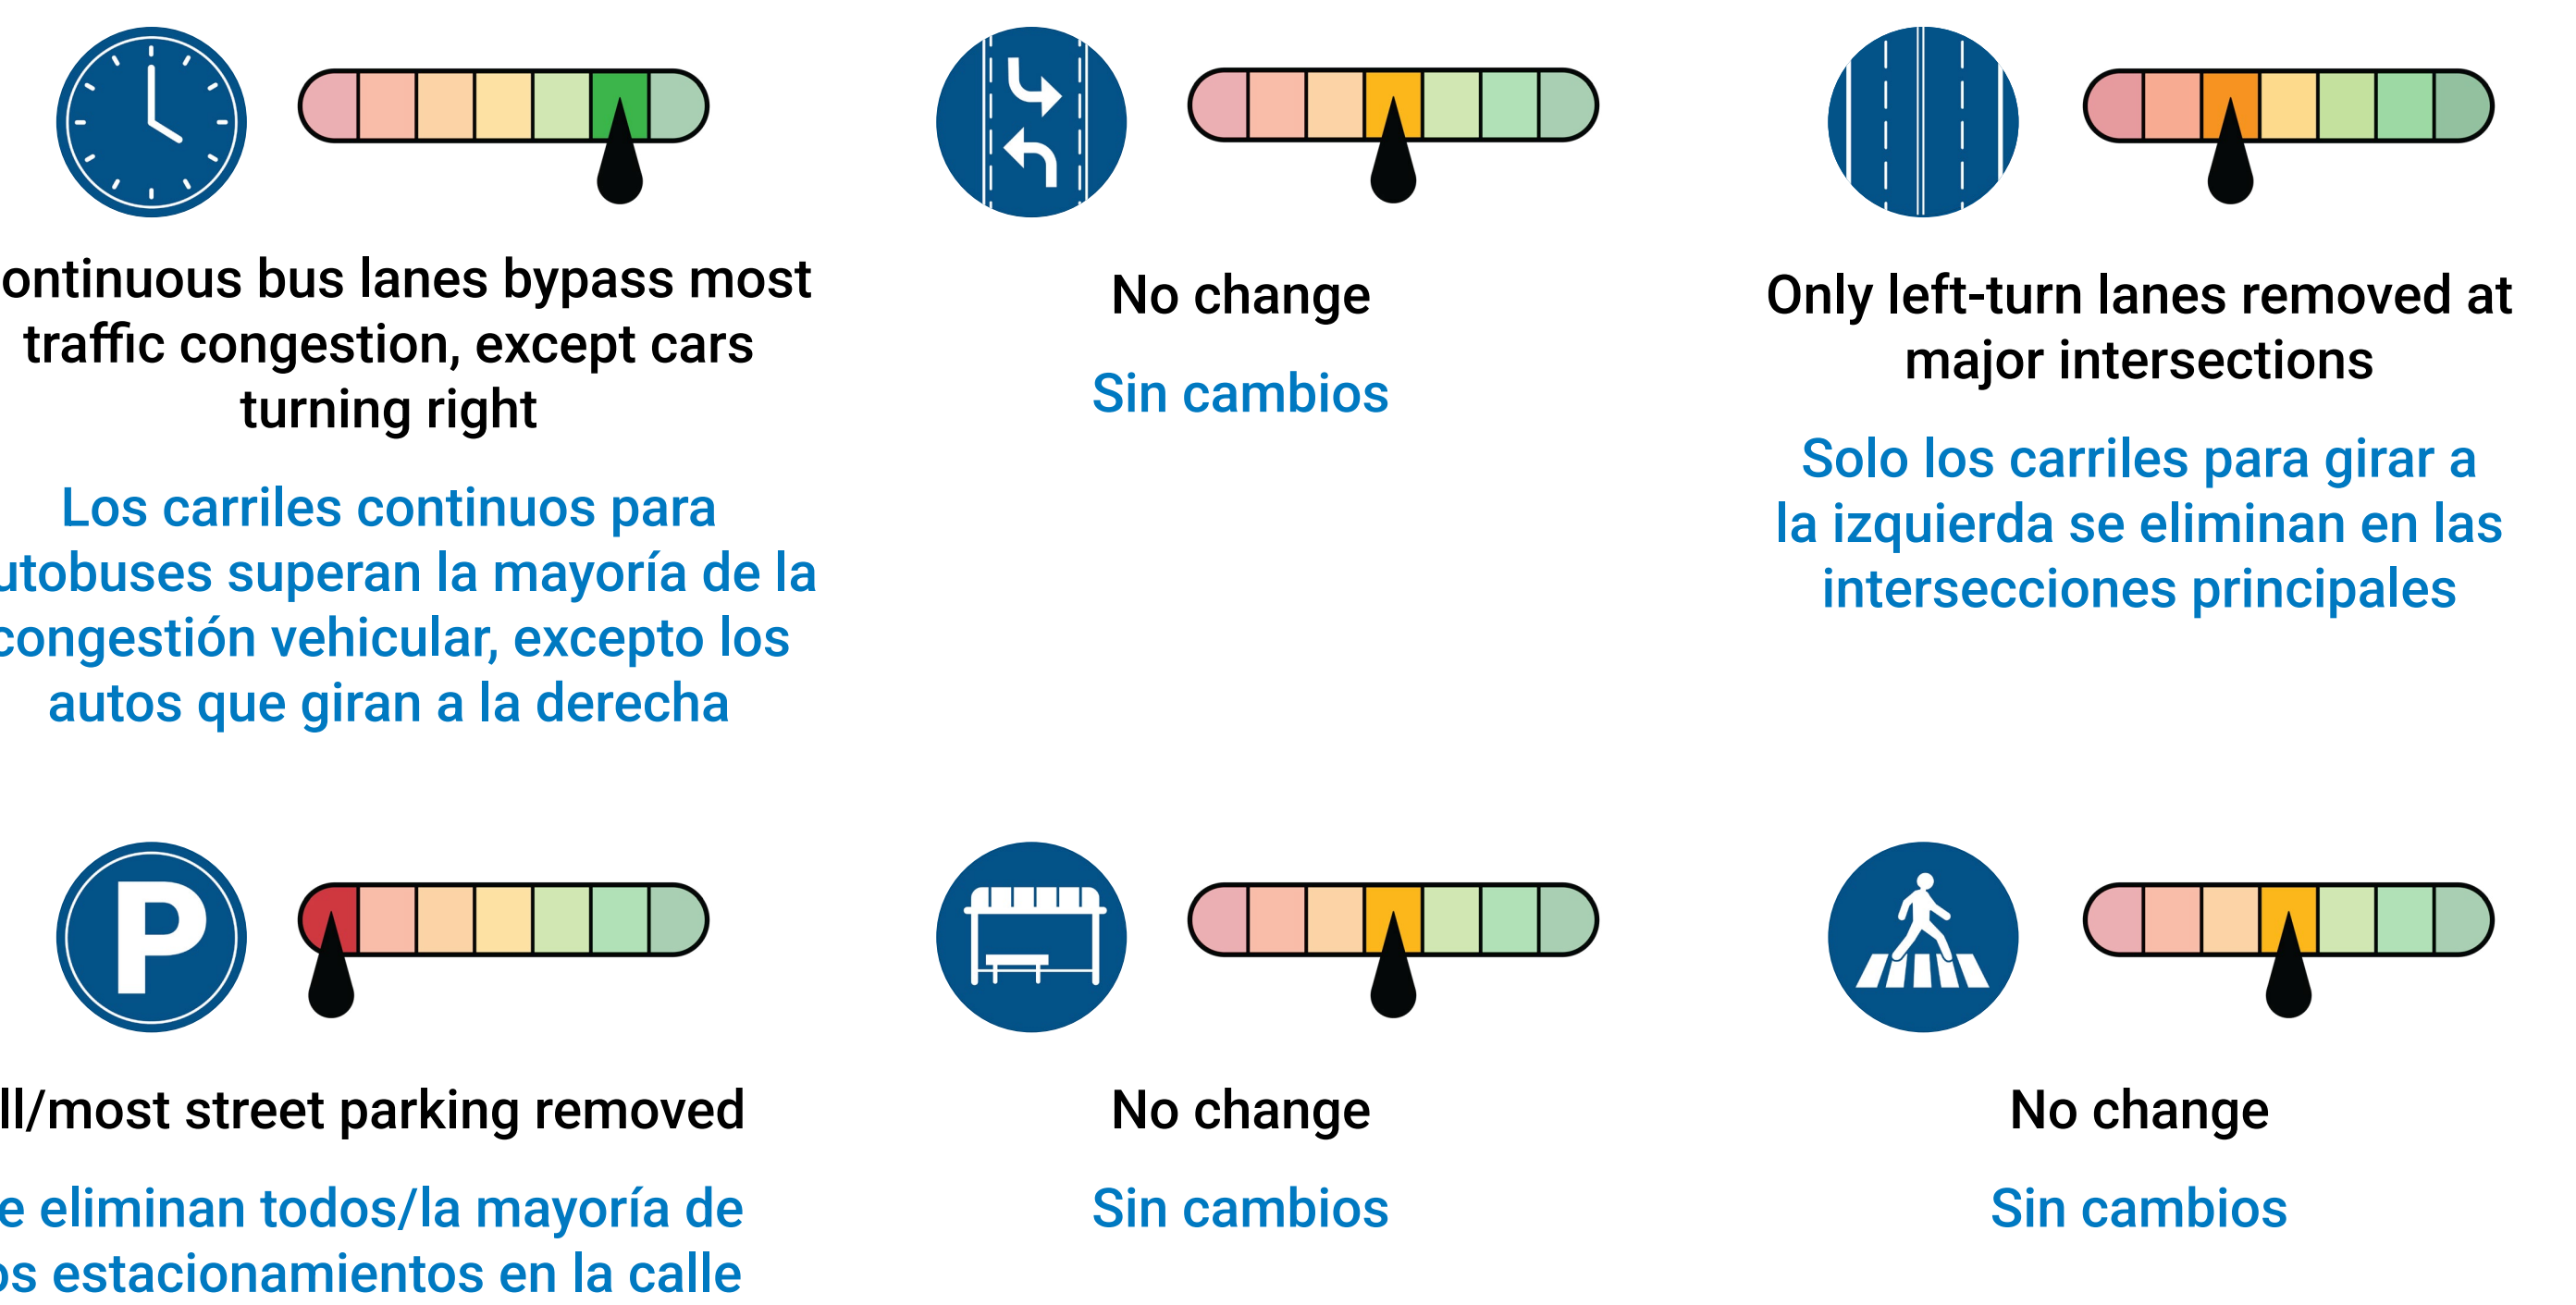 ontinuous bus lanes bypass most
traffic congestion, except cars
turning right
Los carriles continuos para
utobuses superan la mayoría de la
congestión vehicular, excepto los
autos que giran a la derecha
No change
Sin cambios
Only left-turn lanes removed at
major intersections
Solo los carriles para girar a
la izquierda se eliminan en las
intersecciones principales
P
ll/most street parking removed
e eliminan todos/la mayoría de
os estacionamientos en la calle
No change
Sin cambios
No change
Sin cambios